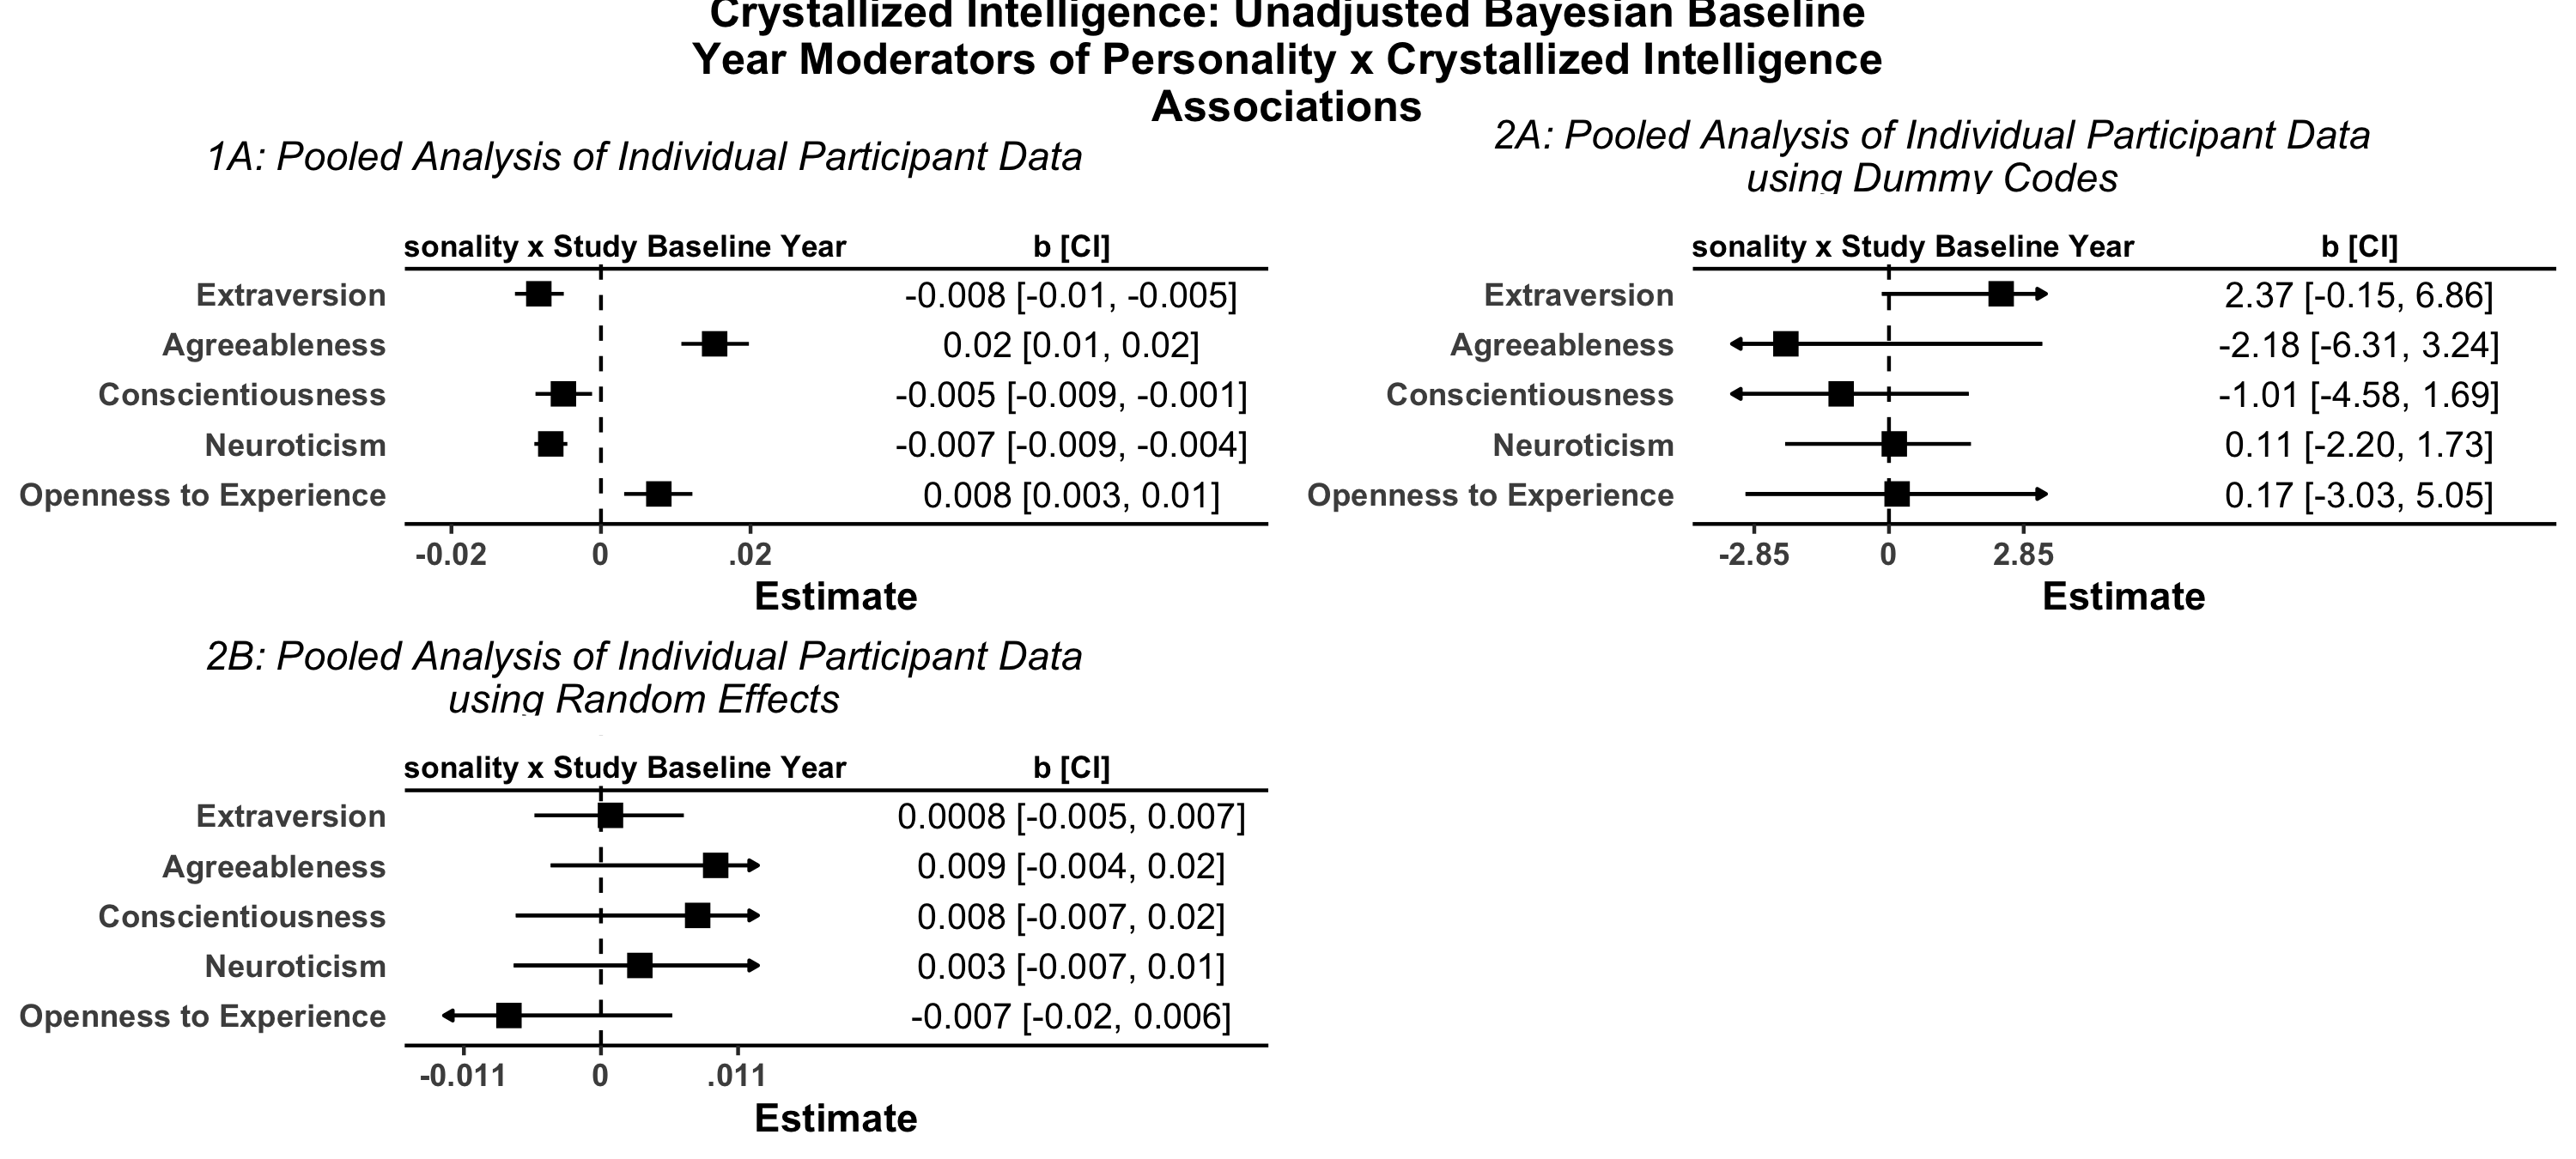 Crystallized Intelligence: Unadjusted Bayesian Baseline
Year Moderators of Personality x Crystallized Intelligence
Associations
1A: Pooled Analysis of Individual Participant Data
sonality x Study Baseline Year b [CI]
Extraversion -0.008 [-0.01, -0.005]
Agreeableness 0.02 [0.01, 0.02]
Conscientiousness -0.005 [-0.009, -0.001]
Neuroticism -0.007 [-0.009, -0.004]
Openness to Experience 0.008 [0.003, 0.01]
-0.02 0 .02
Estimate
2A: Pooled Analysis of Individual Participant Data
using Dummy Codes
sonality x Study Baseline Year b [CI]
Extraversion 2.37 [-0.15, 6.86]
Agreeableness -2.18 [-6.31, 3.24]
Conscientiousness -1.01 [-4.58, 1.69]
Neuroticism 0.11 [-2.20, 1.73]
Openness to Experience 0.17 [-3.03, 5.05]
-2.85 0 2.85
Estimate
2B: Pooled Analysis of Individual Participant Data
using Random Effects
sonality x Study Baseline Year b [CI]
Extraversion 0.0008 [-0.005, 0.007]
Agreeableness 0.009 [-0.004, 0.02]
Conscientiousness 0.008 [-0.007, 0.02]
Neuroticism 0.003 [-0.007, 0.01]
Openness to Experience -0.007 [-0.02, 0.006]
-0.011 0 .011
Estimate